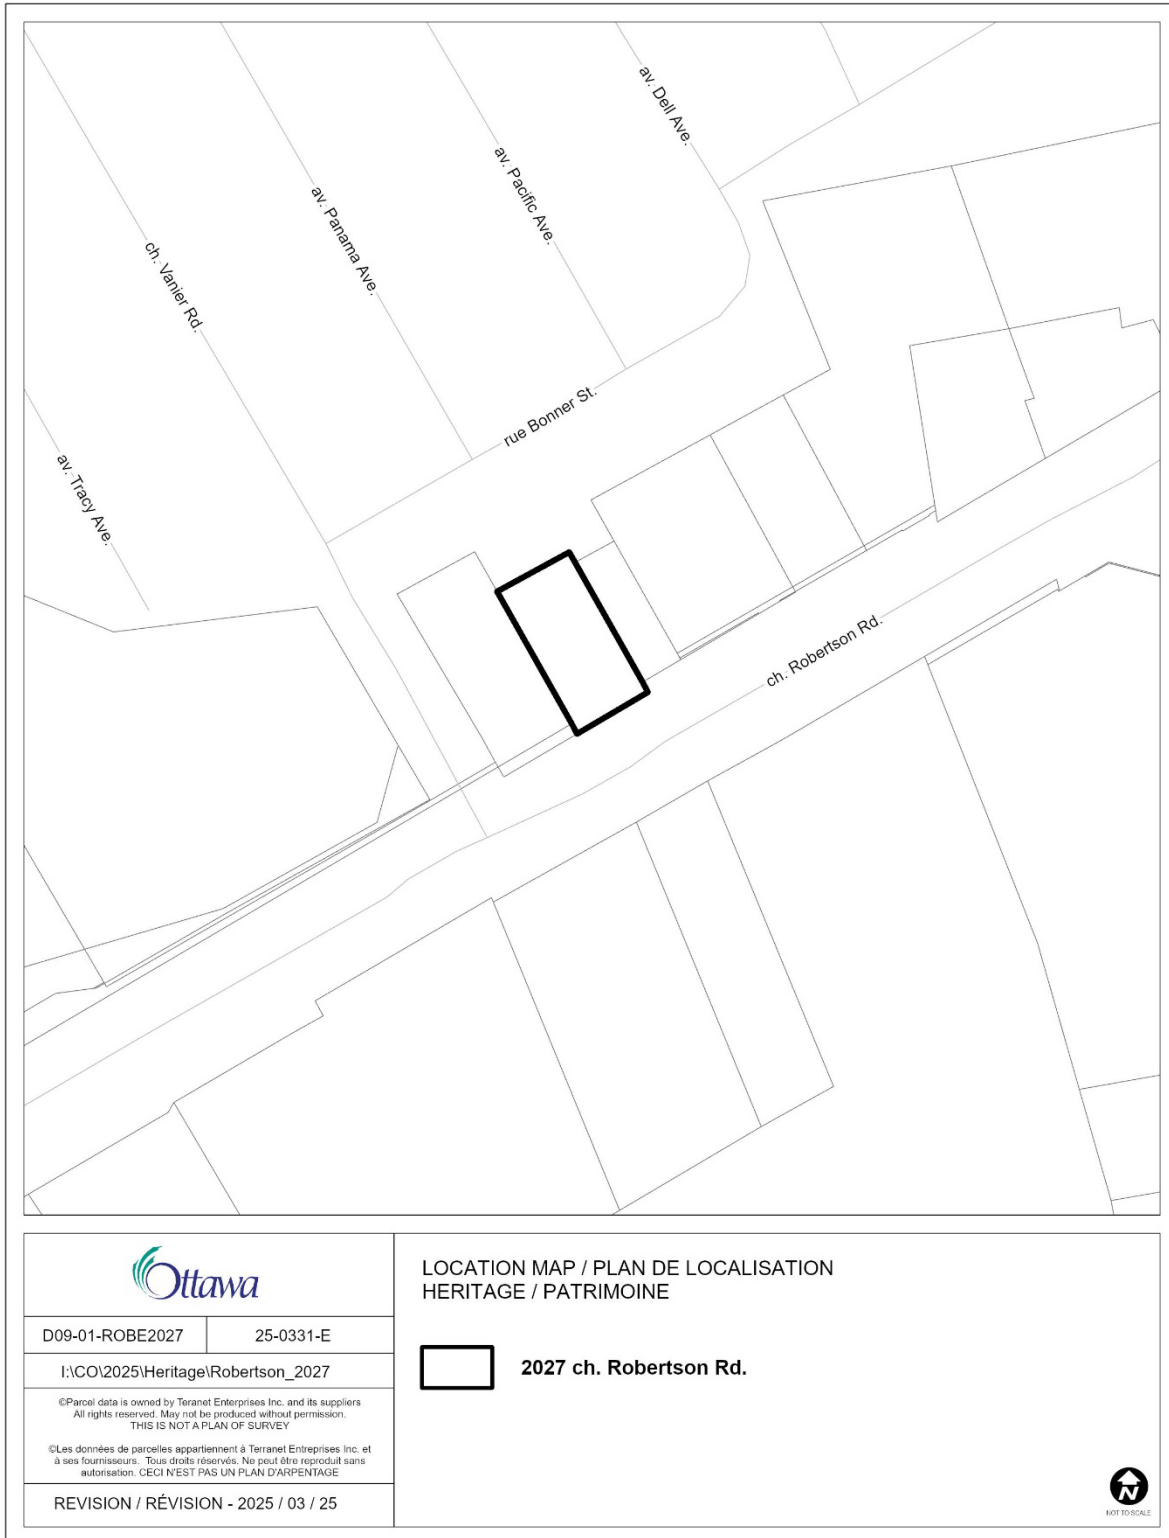 av. Dell Ave.
av. Pacific Ave.
av. Panama Ave.
ch. Vanier Rd.
rue Bonner St.
av. Tracy Ave.
ch. Robertson Rd.
Ottawa
D09-01-ROBE2027
25-0331-E
I:\CO\2025\Heritage\Robertson_2027
©Parcel data is owned by Teranet Enterprises Inc. and its suppliers
All rights reserved. May not be produced without permission.
THIS IS NOT A PLAN OF SURVEY
©Les données de parcelles appartiennent à Terranet Entreprises Inc. et
à ses fournisseurs. Tous droits réservés. Ne peut être reproduit sans
autorisation. CECI N'EST PAS UN PLAN D'ARPENTAGE
REVISION / RÉVISION - 2025 / 03 / 25
LOCATION MAP / PLAN DE LOCALISATION
HERITAGE / PATRIMOINE
2027 ch. Robertson Rd.
N
NOT TO SCALE